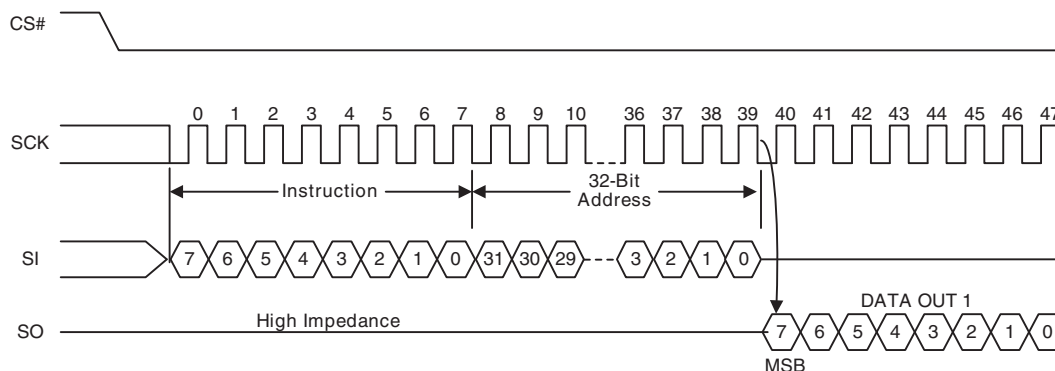 CS#
0 1 2 3 4 5 6 7 8 9 10 36 37 38 39 40 41 42 43 44 45 46 47
SCK
Instruction
32-Bit
Address
SI
7 6 5 4 3 2 1 0 31 30 29 3 2 1 0
DATA OUT 1
High Impedance
SO
7 6 5 4 3 2 1 0
MSB